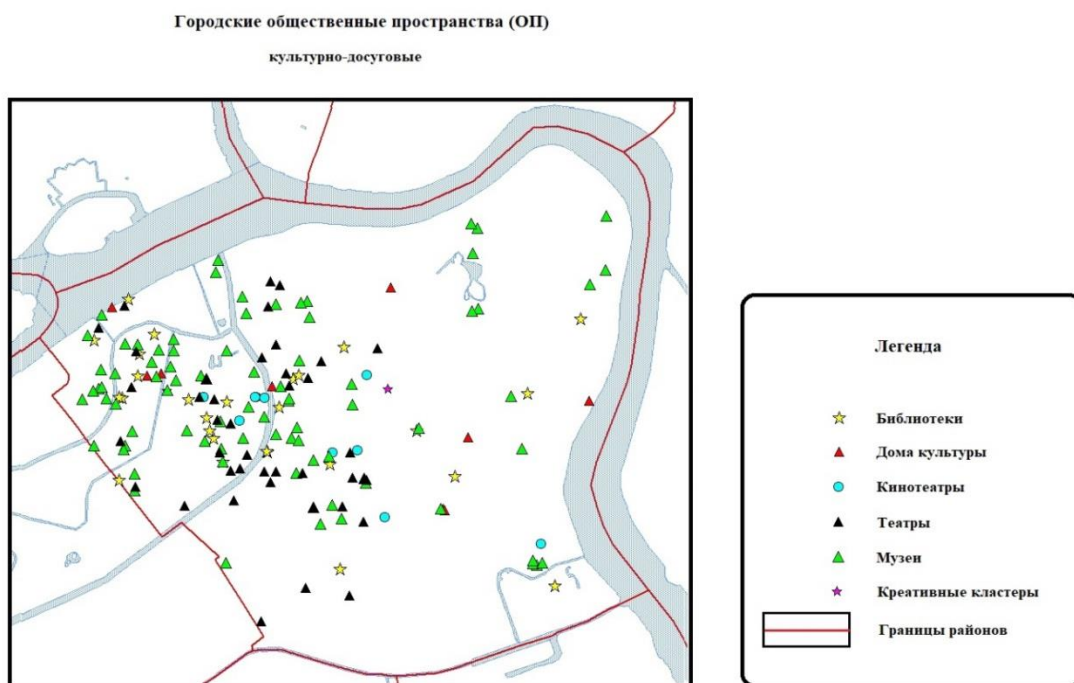 Городские общественные пространства (ОП)
культурно-досуговые
Легенда
Библиотеки
Дома культуры
Кинотеатры
Театры
Музеи
Креативные кластеры
Границы районов